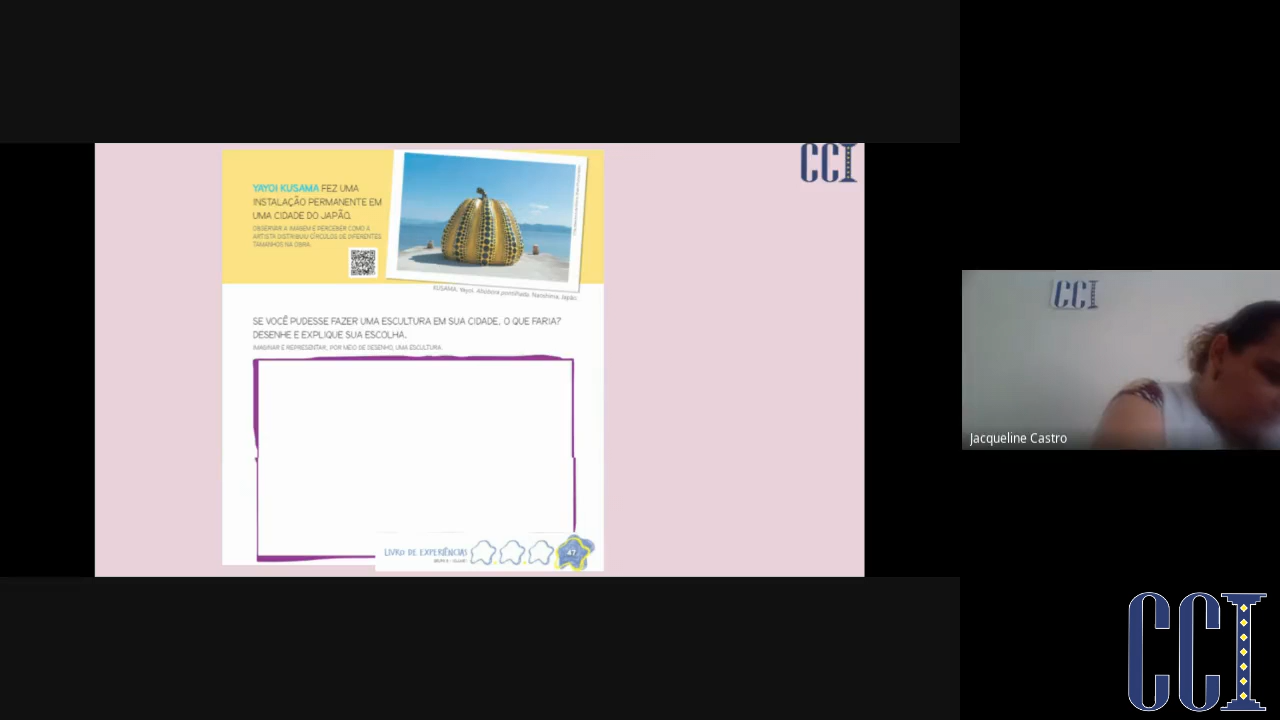 CCI
YAYOI KUSAMA FEZ UMA
INSTALAÇÃO PERMANENTE EM
UMA CIDADE DO JAPÃO.
OBSERVAR A IMAGEM E PERCEBER COMO A
ARTISTA DISTRIBUIU CÍRCULOS DE DIFERENTES
TAMANHOS NA OBRA.
KUSAMA, Yayoi. Naoshima, Japão.
SE VOCÊ PUDESSE FAZER UMA ESCULTURA EM SUA CIDADE, O QUE FARIA?
DESENHE E EXPLIQUE SUA ESCOLHA.
IMAGINAR E REPRESENTAR, POR MEIO DE DESENHO, UMA ESCULTURA.
LIVRO DE EXPERIÊNCIAS
47
CCI
Jacqueline Castro
CCI